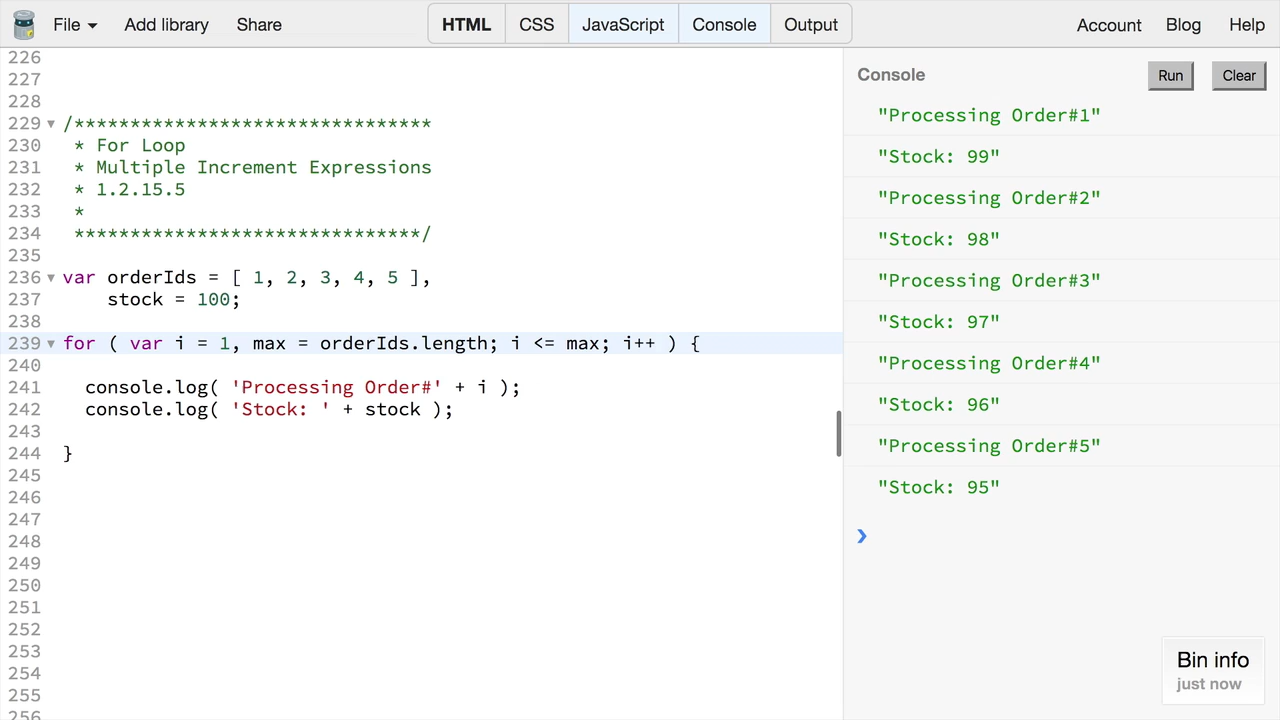 File Add library Share HTML CSS JavaScript Console Output Account Blog Help
226
227
228
229 /********************************
230 * For Loop
231 * Multiple Increment Expressions
232 * 1.2.15.5
233 *
234 *******************************/
235
236 var orderIds = [ 1, 2, 3, 4, 5 ],
237 stock = 100;
238
239 for ( var i = 1, max = orderIds.length; i <= max; i++ ) {
240
241 console.log( 'Processing Order#' + i );
242 console.log( 'Stock: ' + stock );
243
244 }
245
246
247
248
249
250
251
252
253
254
255
256
Console Run Clear
"Processing Order#1"
"Stock: 99"
"Processing Order#2"
"Stock: 98"
"Processing Order#3"
"Stock: 97"
"Processing Order#4"
"Stock: 96"
"Processing Order#5"
"Stock: 95"
Bin info
just now